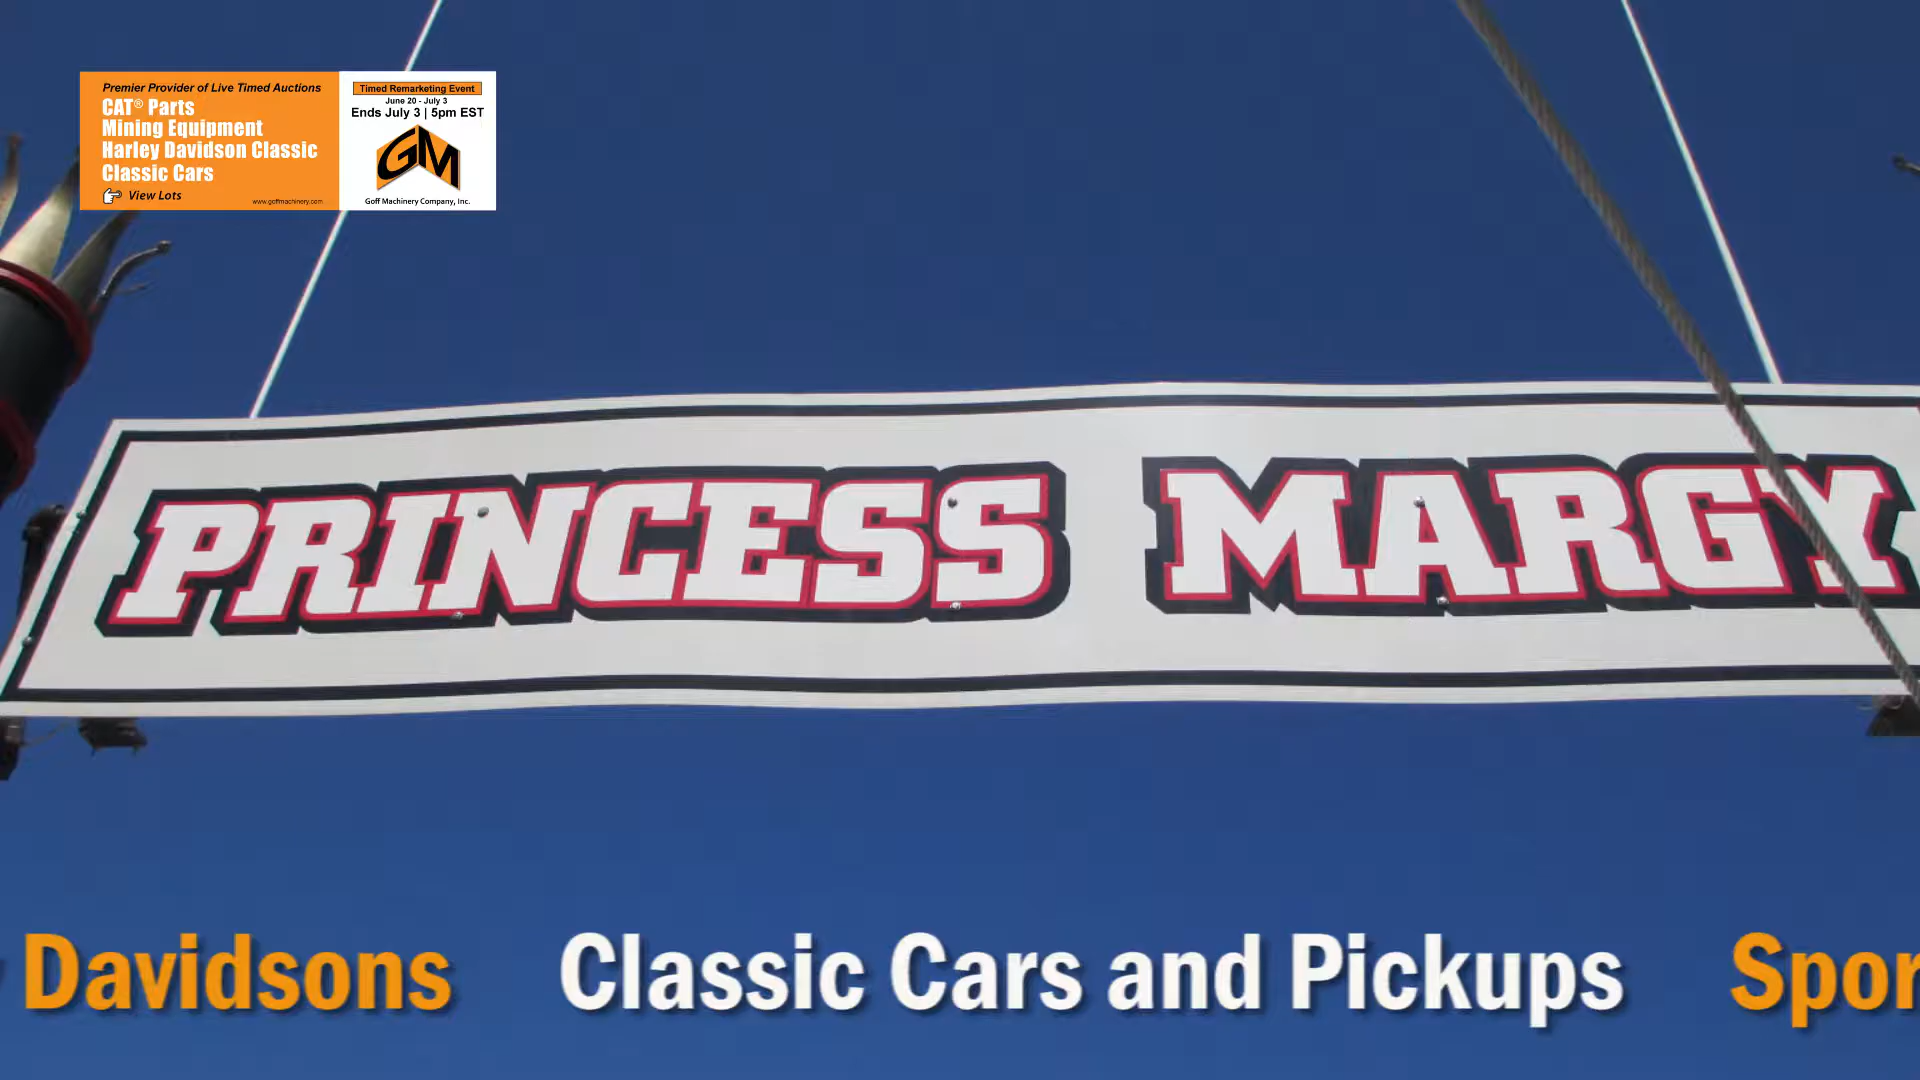 Premier Provider of Live Timed Auctions
CAT® Parts
Mining Equipment
Harley Davidson Classic
Classic Cars
View Lots
www.goffmachinery.com
Timed Remarketing Event
June 20 - July 3
Ends July 3 | 5pm EST
GM
Goff Machinery Company, Inc.
PRINCESS MARGY
Davidsons Classic Cars and Pickups Spor